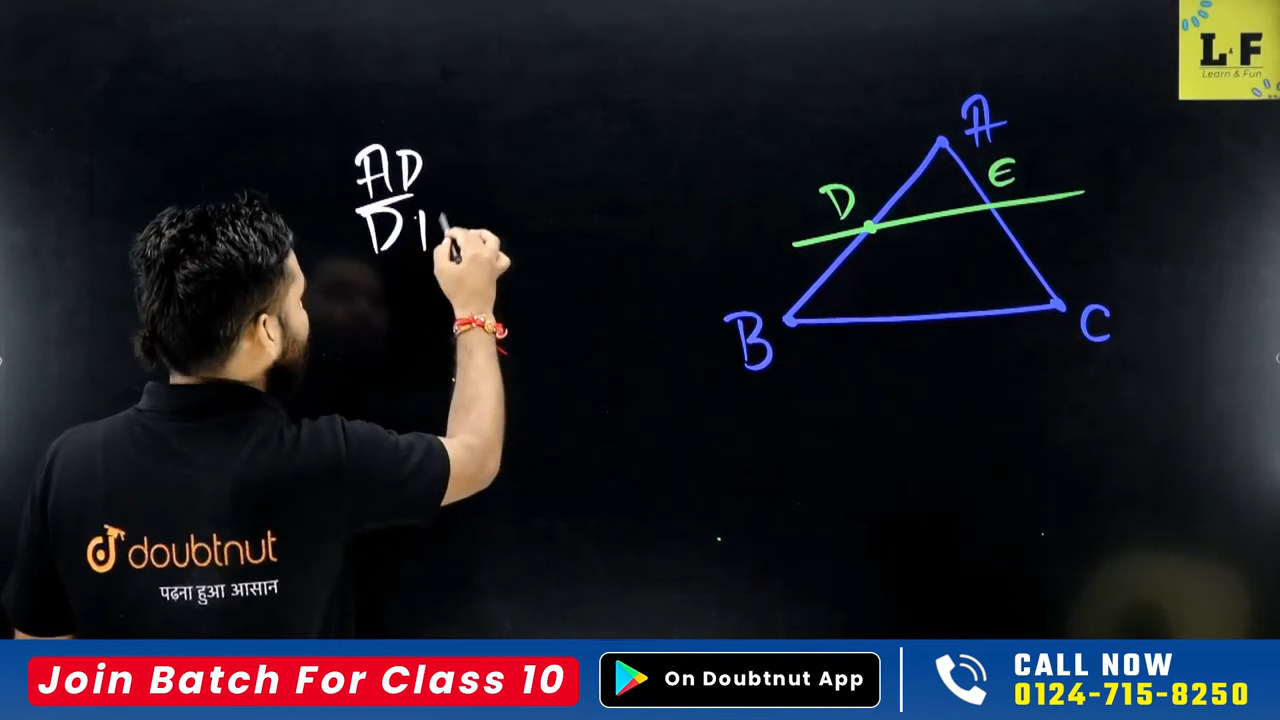 L & F
Learn & Fun
A
AD
E
D
D
B
C
doubtnut
पढ़ना हुआ आसान
Join Batch For Class 10
On Doubtnut App
CALL NOW
0124-715-8250